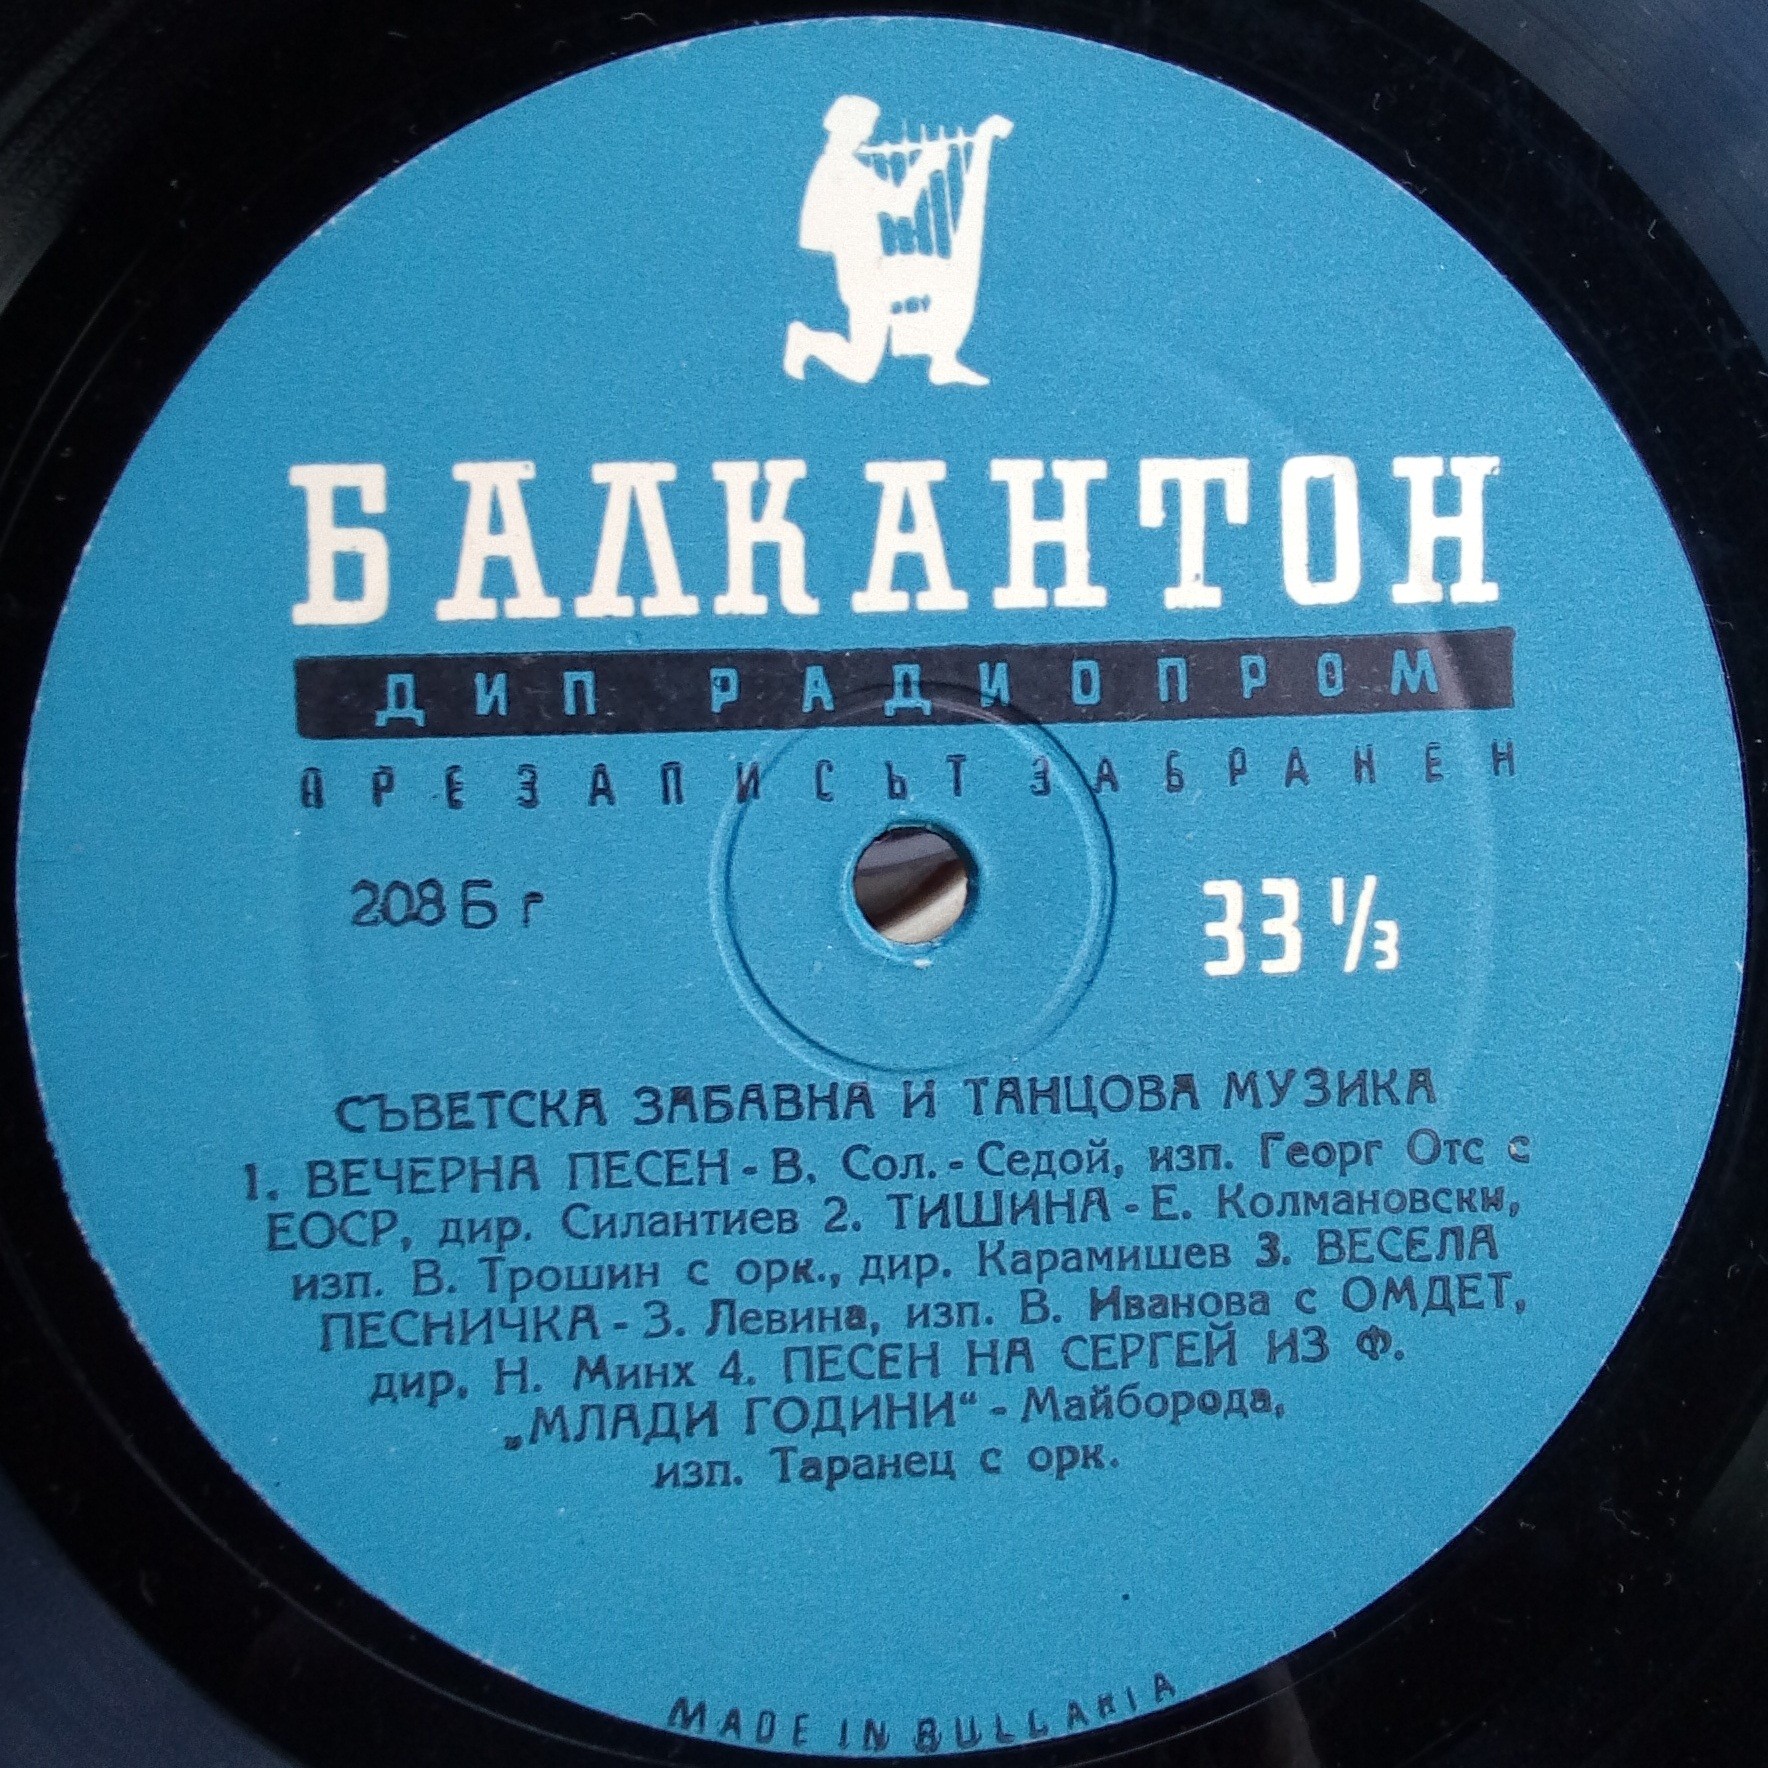 БАЛКАНТОН
ДИП РАДИОПРОМ
ПРЕЗАПИСЪТ ЗАБРАНЕН
208 Б г
33 1/3
СЪВЕТСКА ЗАБАВНА И ТАНЦОВА МУЗИКА
1. ВЕЧЕРНА ПЕСЕН - В. Сол. - Седой, изп. Георг Отс с
ЕОСР, дир. Силантиев 2. ТИШИНА - Е. Колмановски,
изп. В. Трошин с орк., дир. Карамишев 3. ВЕСЕЛА
ПЕСНИЧКА - З. Левина, изп. В. Иванова с ОМДЕТ,
дир. Н. Минх 4. ПЕСЕН НА СЕРГЕЙ ИЗ Ф.
„МЛАДИ ГОДИНИ“ - Майборода,
изп. Таранец с орк.
MADE IN BULGARIA